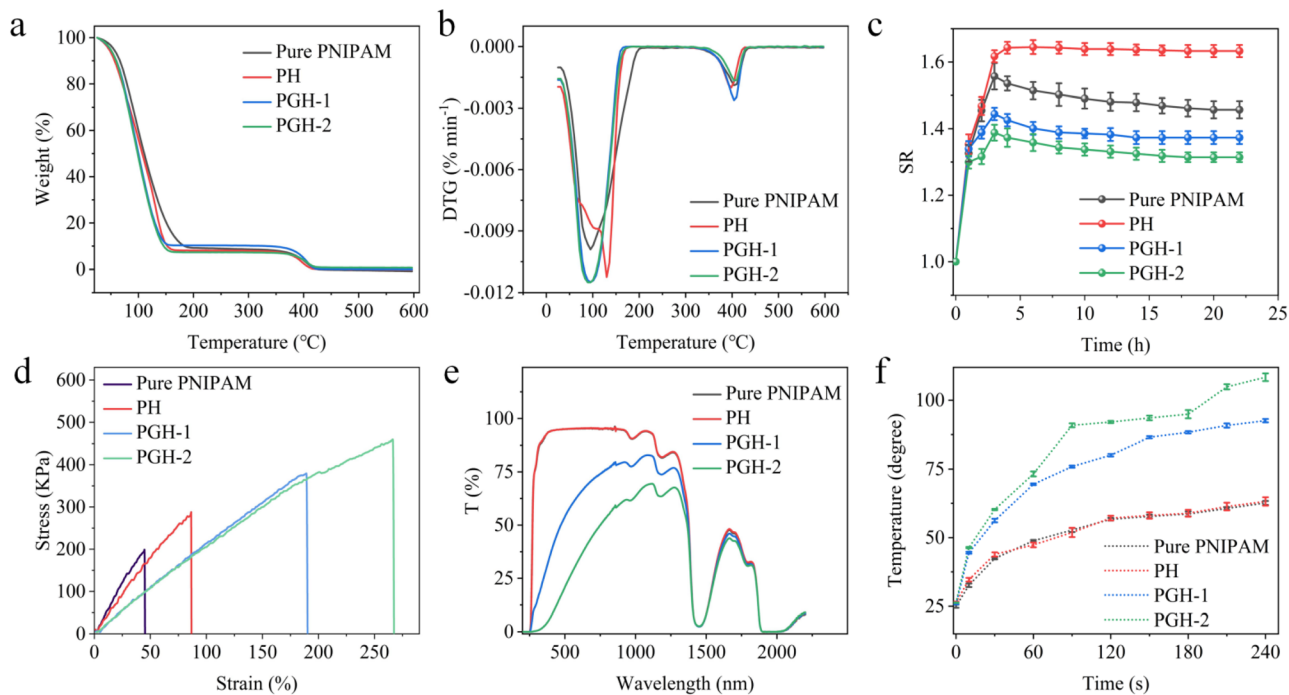 a
100
80
60
40
20
0
Weight (%)
Pure PNIPAM
PH
PGH-1
PGH-2
100
200
300
400
500
600
Temperature (℃)
b
0.000
-0.003
-0.006
-0.009
-0.012
DTG (% min⁻¹)
Pure PNIPAM
PH
PGH-1
PGH-2
0
100
200
300
400
500
600
Temperature (℃)
c
1.6
1.4
1.2
1.0
SR
Pure PNIPAM
PH
PGH-1
PGH-2
0
5
10
15
20
25
Time (h)
d
600
500
400
300
200
100
0
Stress (KPa)
Pure PNIPAM
PH
PGH-1
PGH-2
0
50
100
150
200
250
Strain (%)
e
100
75
50
25
0
T (%)
Pure PNIPAM
PH
PGH-1
PGH-2
500
1000
1500
2000
Wavelength (nm)
f
100
75
50
25
Temperature (degree)
Pure PNIPAM
PH
PGH-1
PGH-2
0
60
120
180
240
Time (s)